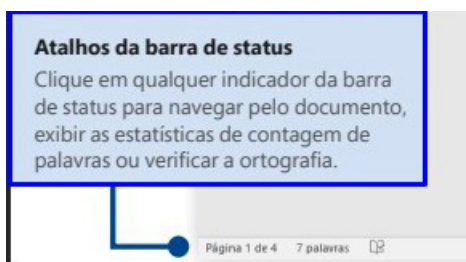 Atalhos da barra de status
Clique em qualquer indicador da barra
de status para navegar pelo documento,
exibir as estatísticas de contagem de
palavras ou verificar a ortografia.
Página 1 de 4 7 palavras